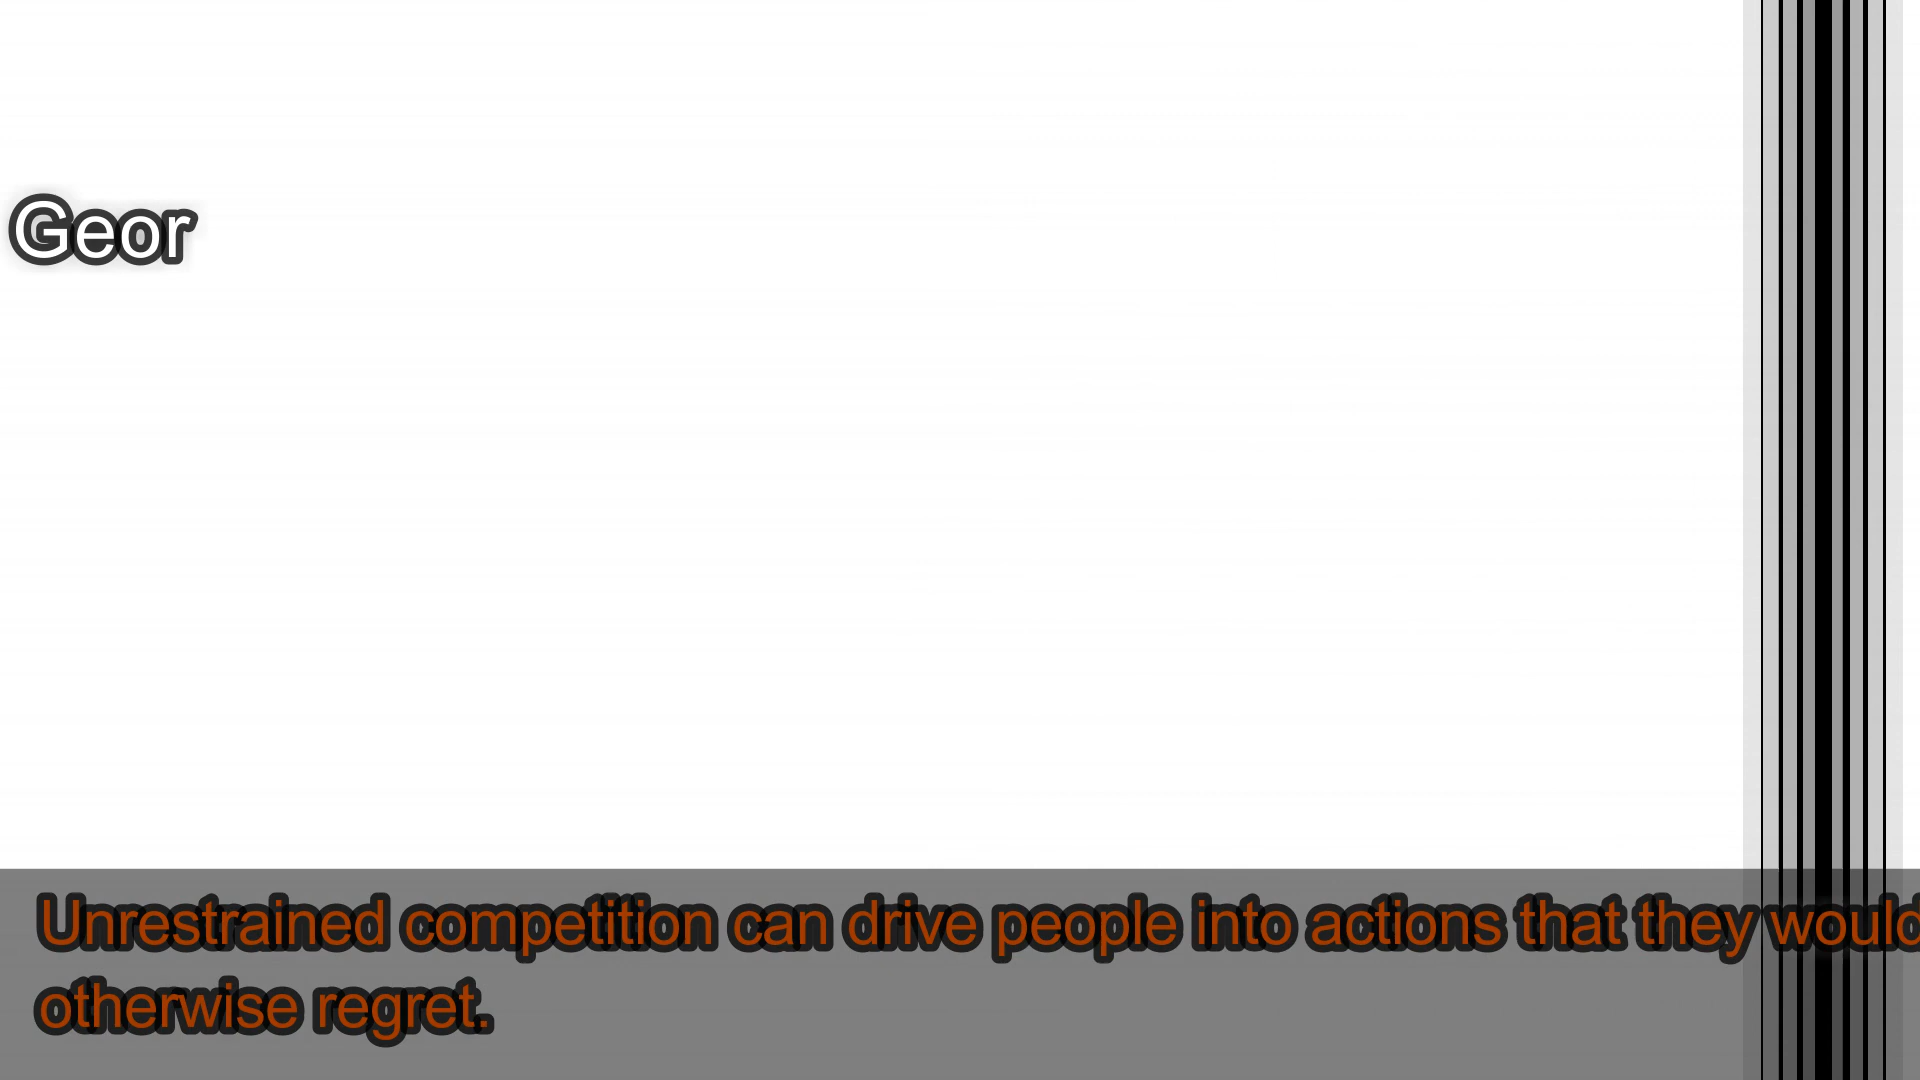 Geor
Unrestrained competition can drive people into actions that they would
otherwise regret.